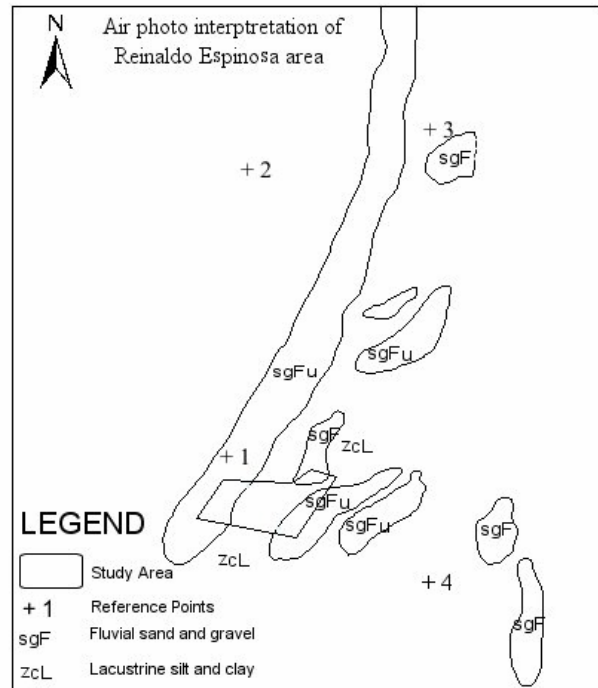 N
Air photo interptretation of
Reinaldo Espinosa area
+ 3
sgF
+ 2
sgFu
sgFu
sgF
zcL
+ 1
sgFu
sgFu
sgF
zcL
+ 4
sgF
LEGEND
Study Area
+ 1 Reference Points
sgF Fluvial sand and gravel
zcL Lacustrine silt and clay